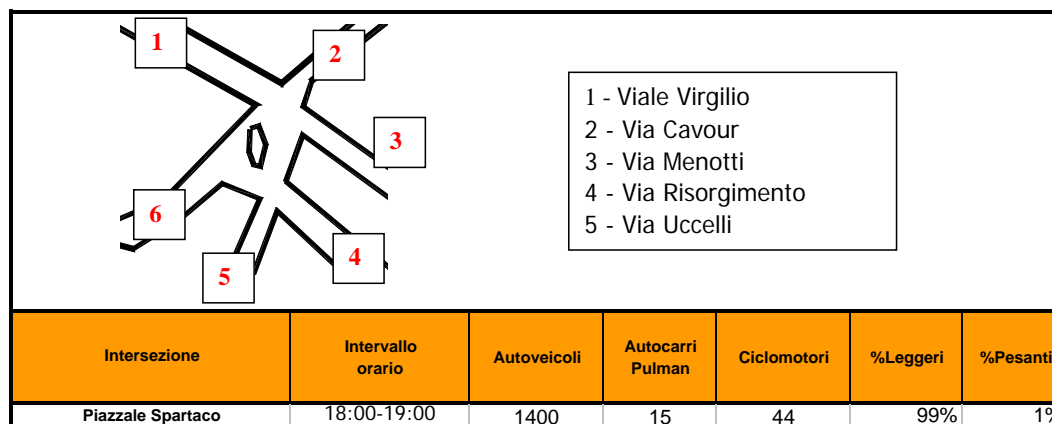 1
2
3
4
5
6
1 - Viale Virgilio
2 - Via Cavour
3 - Via Menotti
4 - Via Risorgimento
5 - Via Uccelli
Intersezione Intervallo orario Autoveicoli Autocarri Pulman Ciclomotori %Leggeri %Pesanti
Piazzale Spartaco 18:00-19:00 1400 15 44 99% 1%